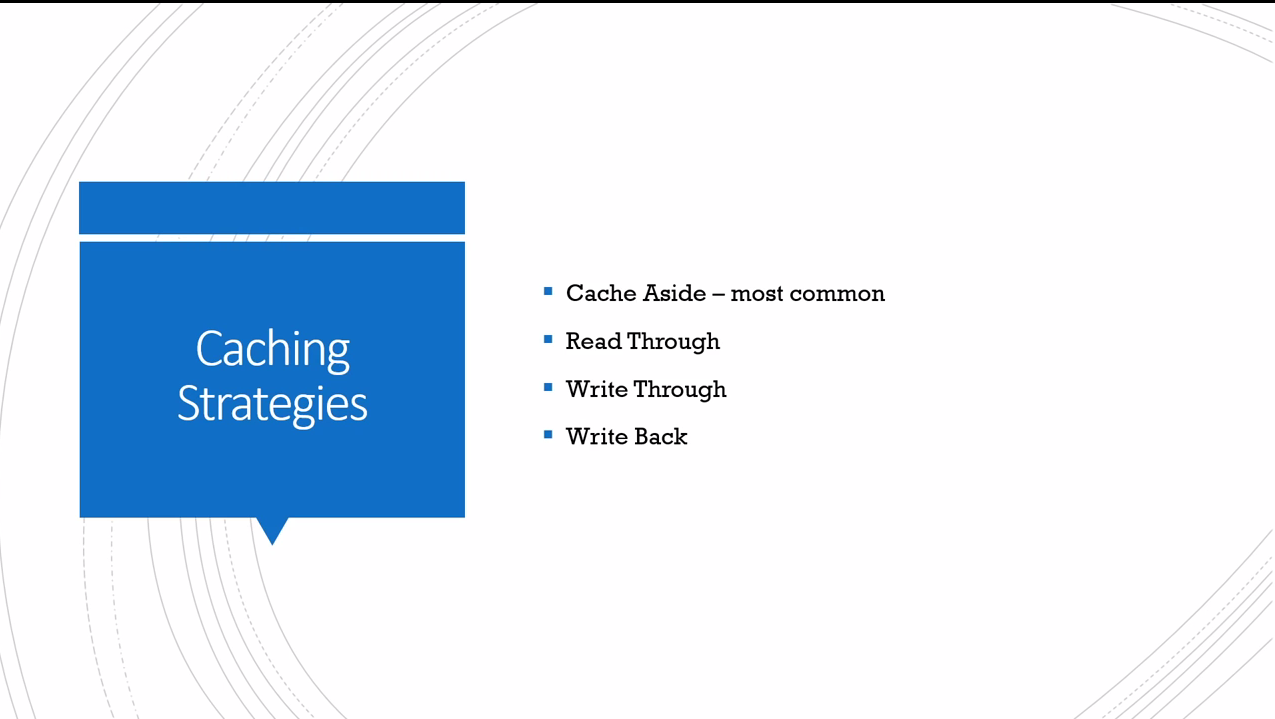 Caching
Strategies
Cache Aside – most common
Read Through
Write Through
Write Back